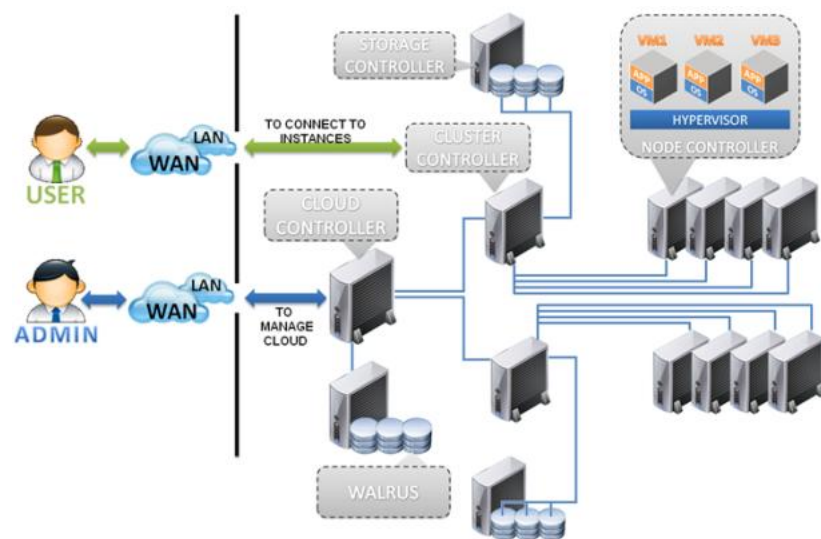 STORAGE
CONTROLLER
VM1 VM2 VM3
APP APP APP
OS OS OS
HYPERVISOR
NODE CONTROLLER
TO CONNECT TO
INSTANCES
LAN
WAN
USER
CLUSTER
CONTROLLER
CLOUD
CONTROLLER
LAN
WAN
ADMIN
TO
MANAGE
CLOUD
WALRUS